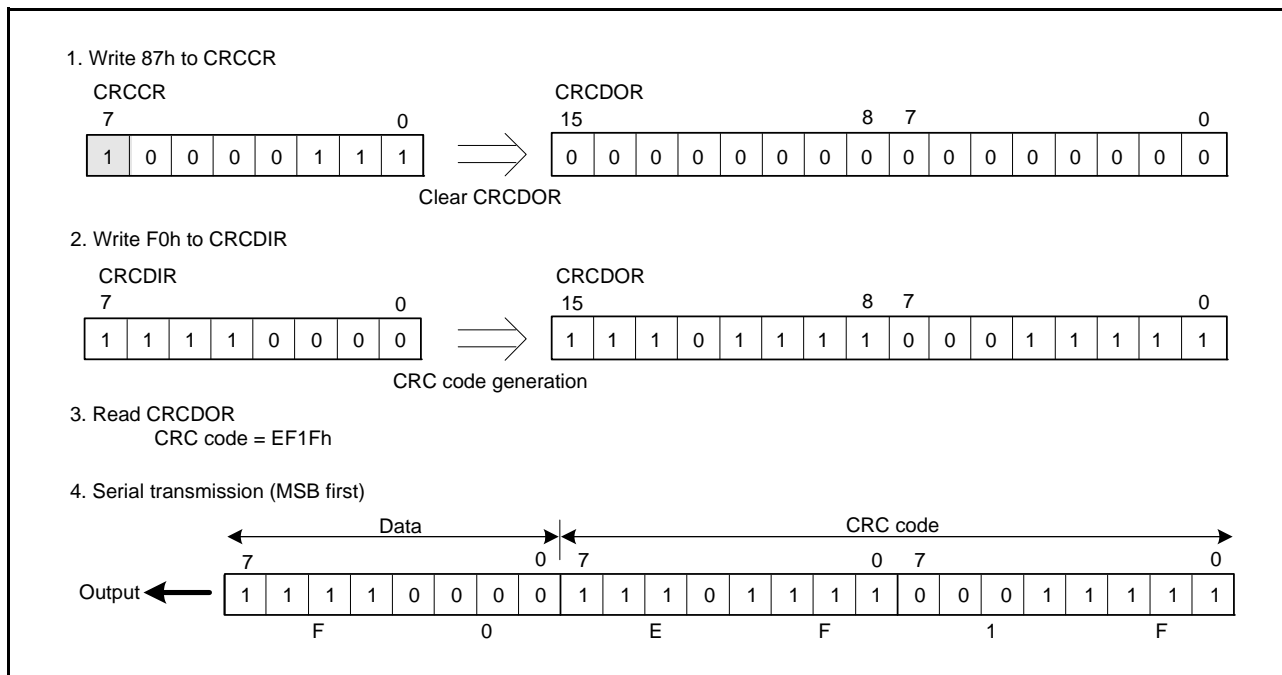 1. Write 87h to CRCCR
CRCCR CRCDOR
7 0 15 8 7 0
1 0 0 0 0 1 1 1 0 0 0 0 0 0 0 0 0 0 0 0 0 0 0 0
Clear CRCDOR
2. Write F0h to CRCDIR
CRCDIR CRCDOR
7 0 15 8 7 0
1 1 1 1 0 0 0 0 1 1 1 0 1 1 1 1 0 0 0 1 1 1 1 1
CRC code generation
3. Read CRCDOR
CRC code = EF1Fh
4. Serial transmission (MSB first)
Data CRC code
7 0 7 0 7 0
Output 1 1 1 1 0 0 0 0 1 1 1 0 1 1 1 1 0 0 0 1 1 1 1 1
F 0 E F 1 F